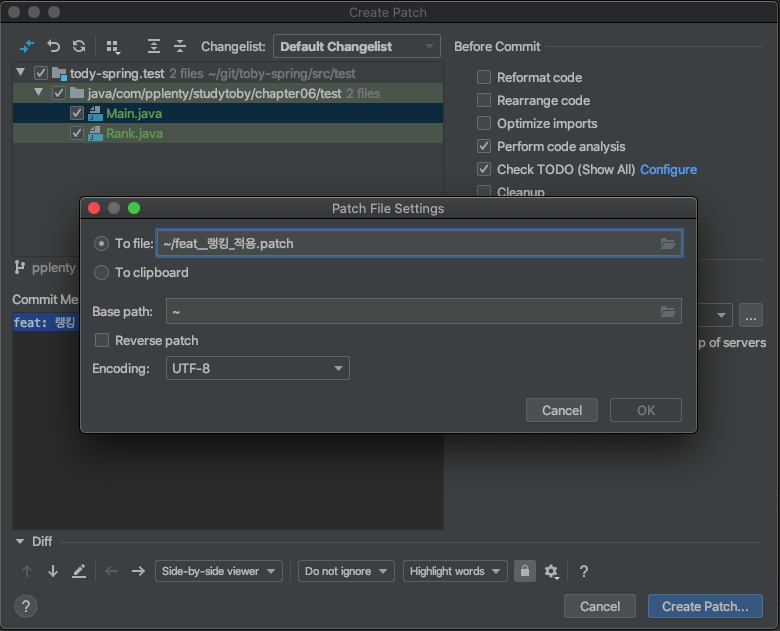 Create Patch
Changelist: Default Changelist
Before Commit
tody-spring.test 2 files ~/git/toby-spring/src/test
java/com/pplenty/studytoby/chapter06/test 2 files
Main.java
Rank.java
Reformat code
Rearrange code
Optimize imports
Perform code analysis
Check TODO (Show All) Configure
Cleanup
Patch File Settings
To file: ~/feat__랭킹_적용.patch
To clipboard
Base path: ~
Reverse patch
Encoding: UTF-8
Cancel OK
pplenty
Commit Me
feat: 랭킹
...
p of servers
Diff
Side-by-side viewer Do not ignore Highlight words ?
? Cancel Create Patch...